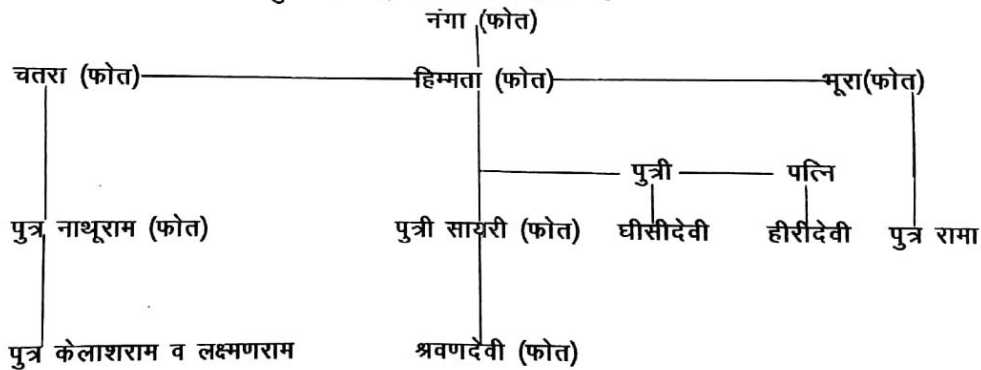 नंगा (फोत)
चतरा (फोत) हिम्मता (फोत) भूरा(फोत)
पुत्री पत्नि
पुत्र नाथूराम (फोत) पुत्री सायरी (फोत) घीसीदेवी हीरीदेवी पुत्र रामा
पुत्र केलाशराम व लक्ष्मणराम श्रवणदेवी (फोत)